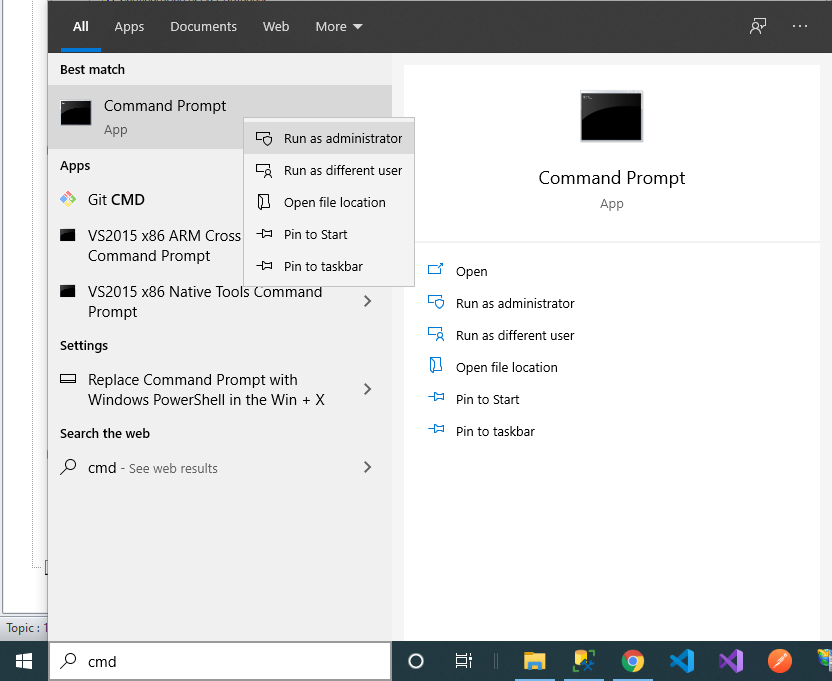 All Apps Documents Web More
Best match
Command Prompt
App
Run as administrator
Run as different user
Open file location
Pin to Start
Pin to taskbar
Apps
Git CMD
VS2015 x86 ARM Cross
Command Prompt
VS2015 x86 Native Tools Command
Prompt
Settings
Replace Command Prompt with
Windows PowerShell in the Win + X
Search the web
cmd - See web results
Command Prompt
App
Open
Run as administrator
Run as different user
Open file location
Pin to Start
Pin to taskbar
Topic : 1
cmd